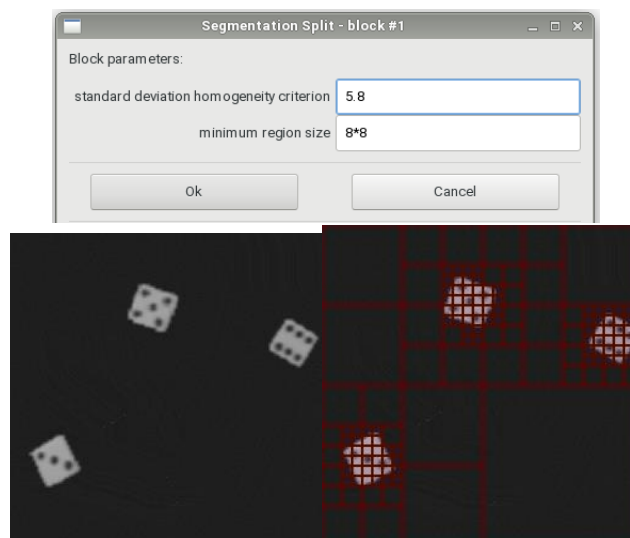 Segmentation Split - block #1
Block parameters:
standard deviation homogeneity criterion 5.8
minimum region size 8*8
Ok Cancel